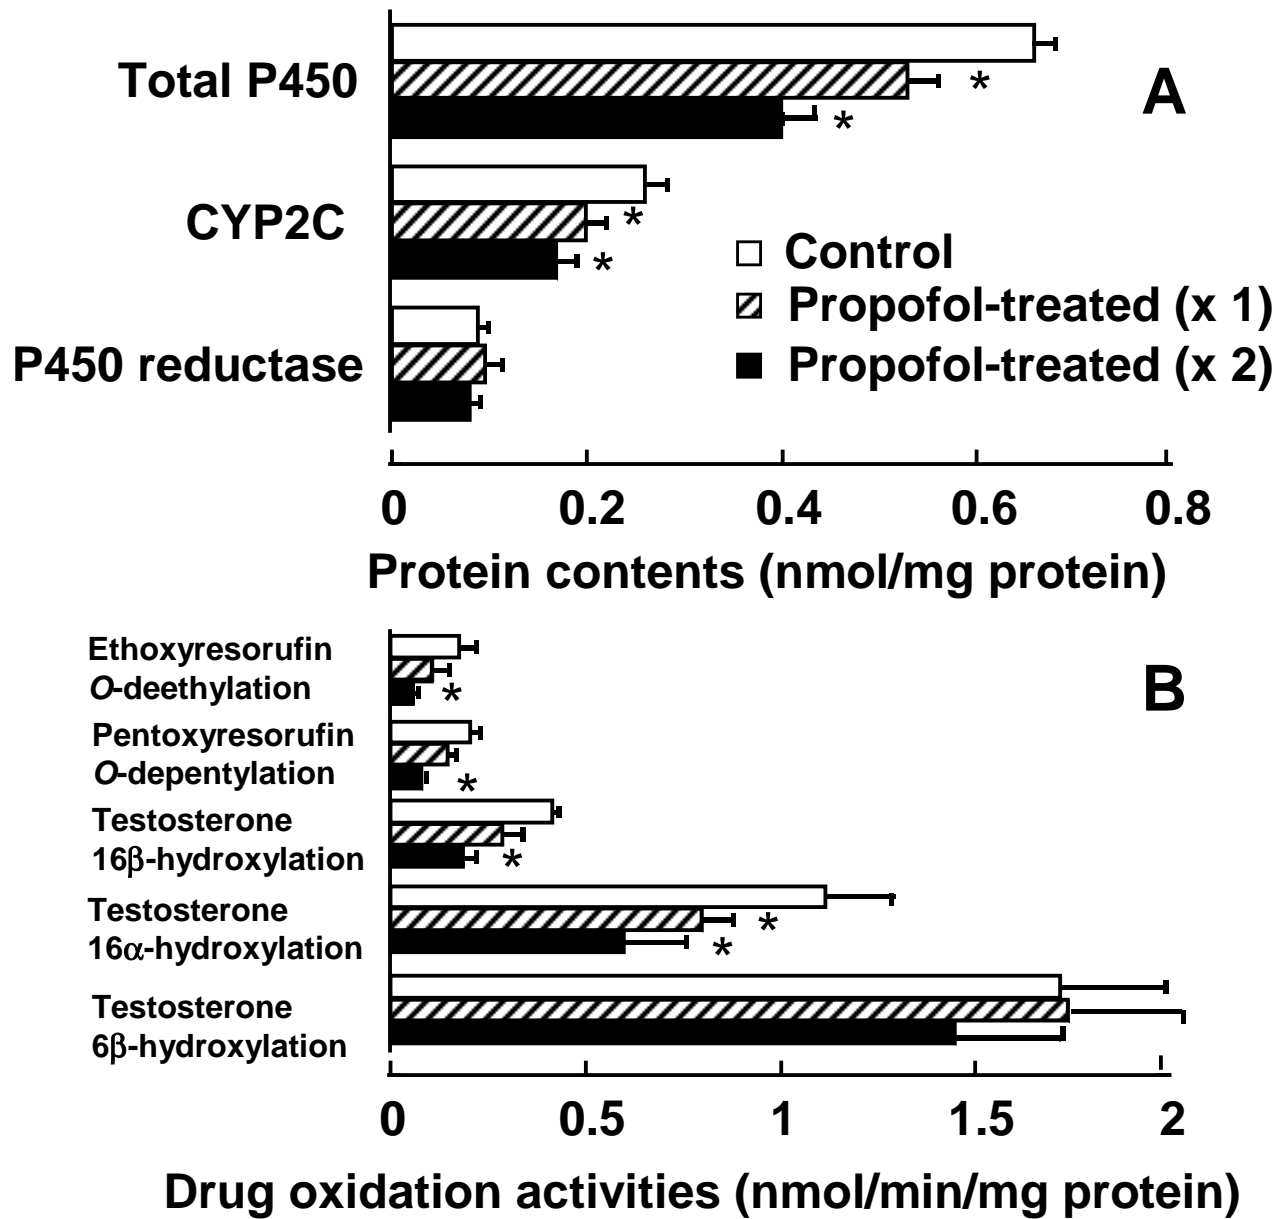 A
Total P450
*
*
CYP2C
*
*
Control
Propofol-treated (x 1)
P450 reductase
Propofol-treated (x 2)
0 0.2 0.4 0.6 0.8
Protein contents (nmol/mg protein)
B
Ethoxyresorufin
O-deethylation
*
Pentoxyresorufin
O-depentylation
*
Testosterone
16β-hydroxylation
*
Testosterone
*
16α-hydroxylation
*
Testosterone
6β-hydroxylation
0 0.5 1 1.5 2
Drug oxidation activities (nmol/min/mg protein)